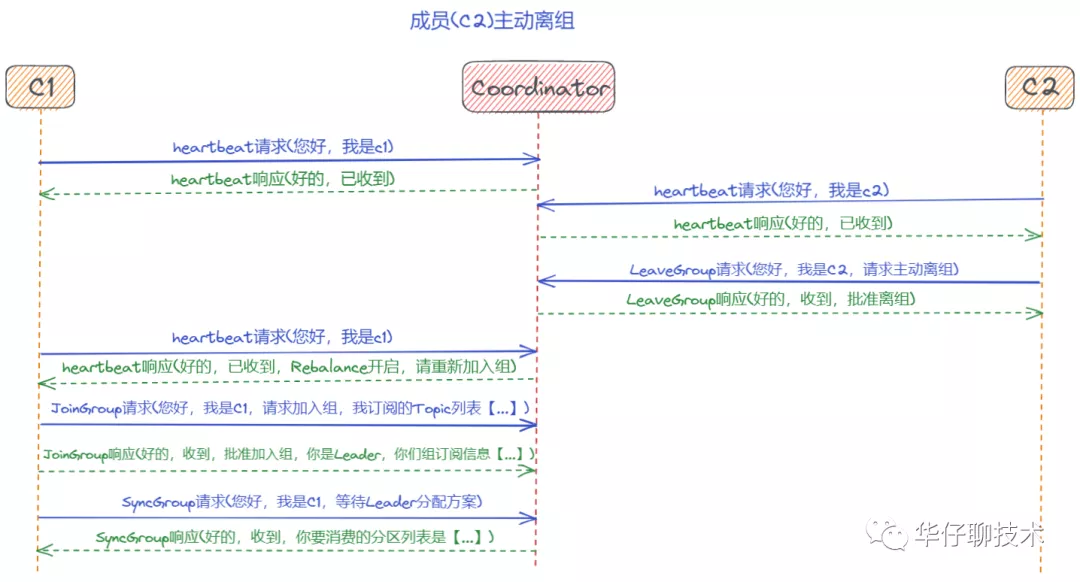 成员(C2)主动离组
C1
Coordinator
C2
heartbeat请求(您好，我是c1)
heartbeat响应(好的，已收到)
heartbeat请求(您好，我是c2)
heartbeat响应(好的，已收到)
LeaveGroup请求(您好，我是C2，请求主动离组)
LeaveGroup响应(好的，收到，批准离组)
heartbeat请求(您好，我是c1)
heartbeat响应(好的，已收到，Rebalance开启，请重新加入组)
JoinGroup请求(您好，我是C1，请求加入组，我订阅的Topic列表【...】)
JoinGroup响应(好的，收到，批准加入组，你是Leader，你们组订阅信息【...】)
SyncGroup请求(您好，我是C1，等待Leader分配方案)
SyncGroup响应(好的，收到，你要消费的分区列表是【...】)
华仔聊技术